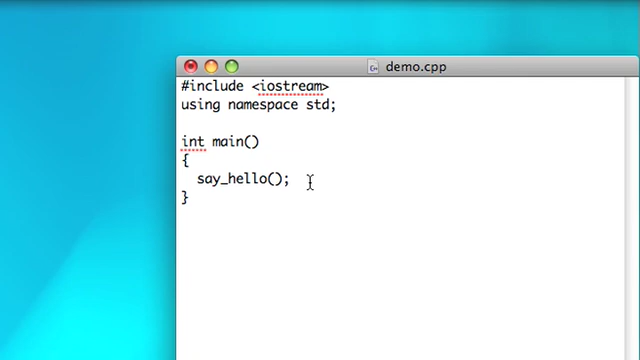 demo.cpp
#include <iostream>
using namespace std;
int main()
{
say_hello();
}